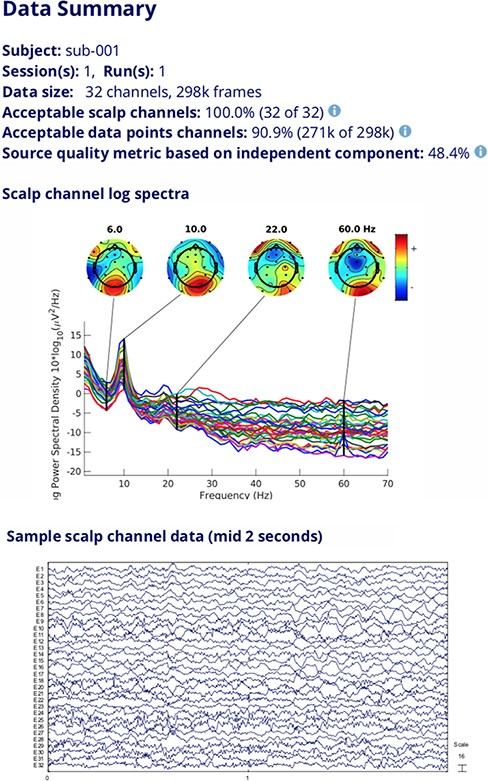 Data Summary
Subject: sub-001
Session(s): 1, Run(s): 1
Data size: 32 channels, 298k frames
Acceptable scalp channels: 100.0% (32 of 32) i
Acceptable data points channels: 90.9% (271k of 298k) i
Source quality metric based on independent component: 48.4% i
Scalp channel log spectra
6.0 10.0 22.0 60.0 Hz
+
-
g Power Spectral Density 10*log10(μV²/Hz)
15
10
5
0
-5
-10
-15
-20
10 20 30 40 50 60 70
Frequency (Hz)
Sample scalp channel data (mid 2 seconds)
E1
E2
E3
E4
E5
E6
E7
E8
E9
E10
E11
E12
E13
E14
E15
E16
E17
E18
E20
E21
E22
E23
E24
E25
E26
E27
E28
E29
E30
E31
E32
0 1
Scale
16